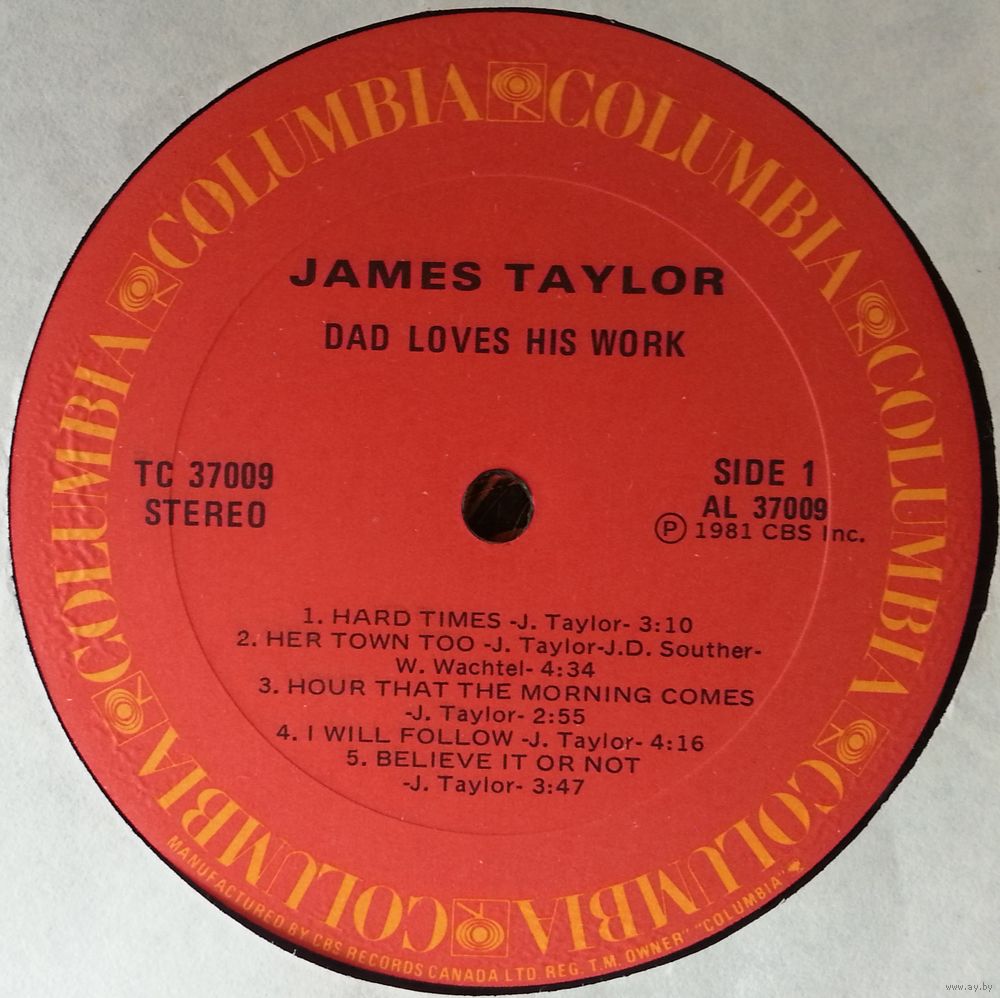 COLUMBIA COLUMBIA COLUMBIA COLUMBIA COLUMBIA COLUMBIA COLUMBIA
JAMES TAYLOR
DAD LOVES HIS WORK
TC 37009
STEREO
SIDE 1
AL 37009
Ⓟ 1981 CBS Inc.
1. HARD TIMES -J. Taylor- 3:10
2. HER TOWN TOO -J. Taylor-J.D. Souther-
W. Wachtel- 4:34
3. HOUR THAT THE MORNING COMES
-J. Taylor- 2:55
4. I WILL FOLLOW -J. Taylor- 4:16
5. BELIEVE IT OR NOT
-J. Taylor- 3:47
MANUFACTURED BY CBS RECORDS CANADA LTD REG. T.M. OWNER "COLUMBIA"
www.ay.by